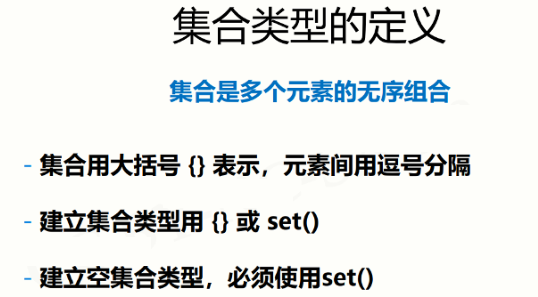 集合类型的定义
集合是多个元素的无序组合
- 集合用大括号 {} 表示，元素间用逗号分隔
- 建立集合类型用 {} 或 set()
- 建立空集合类型，必须使用set()